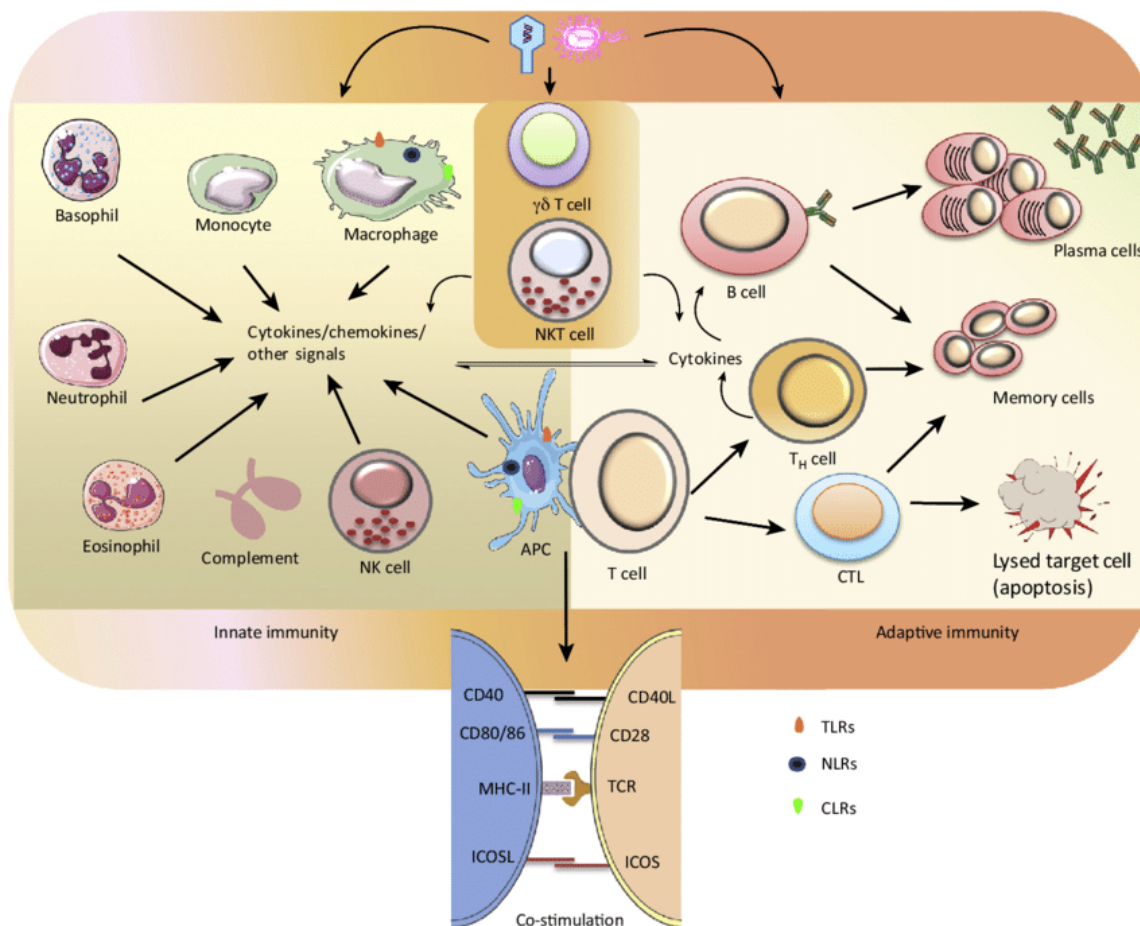 Basophil
Monocyte
Macrophage
γδ T cell
NKT cell
B cell
Plasma cells
Cytokines/chemokines/
other signals
Cytokines
Neutrophil
Memory cells
T_H cell
Eosinophil
Complement
NK cell
APC
T cell
CTL
Lysed target cell
(apoptosis)
Innate immunity
Adaptive immunity
CD40
CD40L
CD80/86
CD28
MHC-II
TCR
ICOSL
ICOS
Co-stimulation
TLRs
NLRs
CLRs